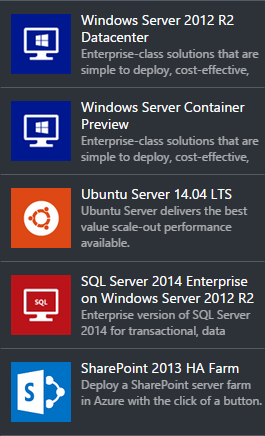 Windows Server 2012 R2
Datacenter
Enterprise-class solutions that are
simple to deploy, cost-effective,
Windows Server Container
Preview
Enterprise-class solutions that are
simple to deploy, cost-effective,
Ubuntu Server 14.04 LTS
Ubuntu Server delivers the best
value scale-out performance
available.
SQL
SQL Server 2014 Enterprise
on Windows Server 2012 R2
Enterprise version of SQL Server
2014 for transactional, data
S
SharePoint 2013 HA Farm
Deploy a SharePoint server farm
in Azure with the click of a button.